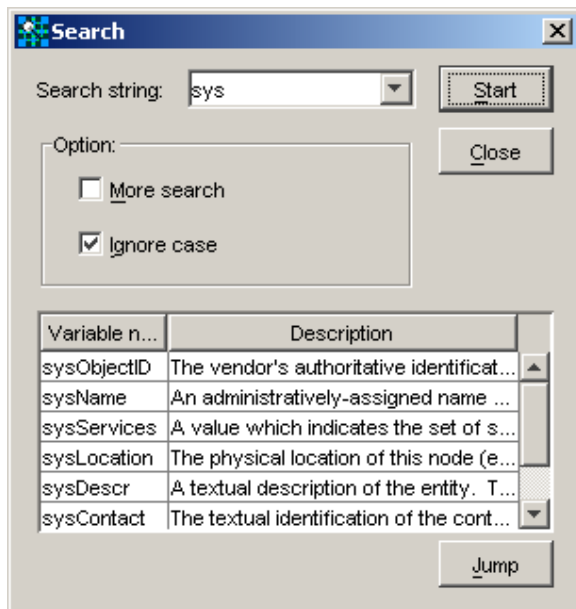 Search
Search string: sys Start
Option: Close
More search
Ignore case
Variable n... Description
sysObjectID The vendor's authoritative identificat...
sysName An administratively-assigned name ...
sysServices A value which indicates the set of s...
sysLocation The physical location of this node (e...
sysDescr A textual description of the entity. T...
sysContact The textual identification of the cont...
Jump